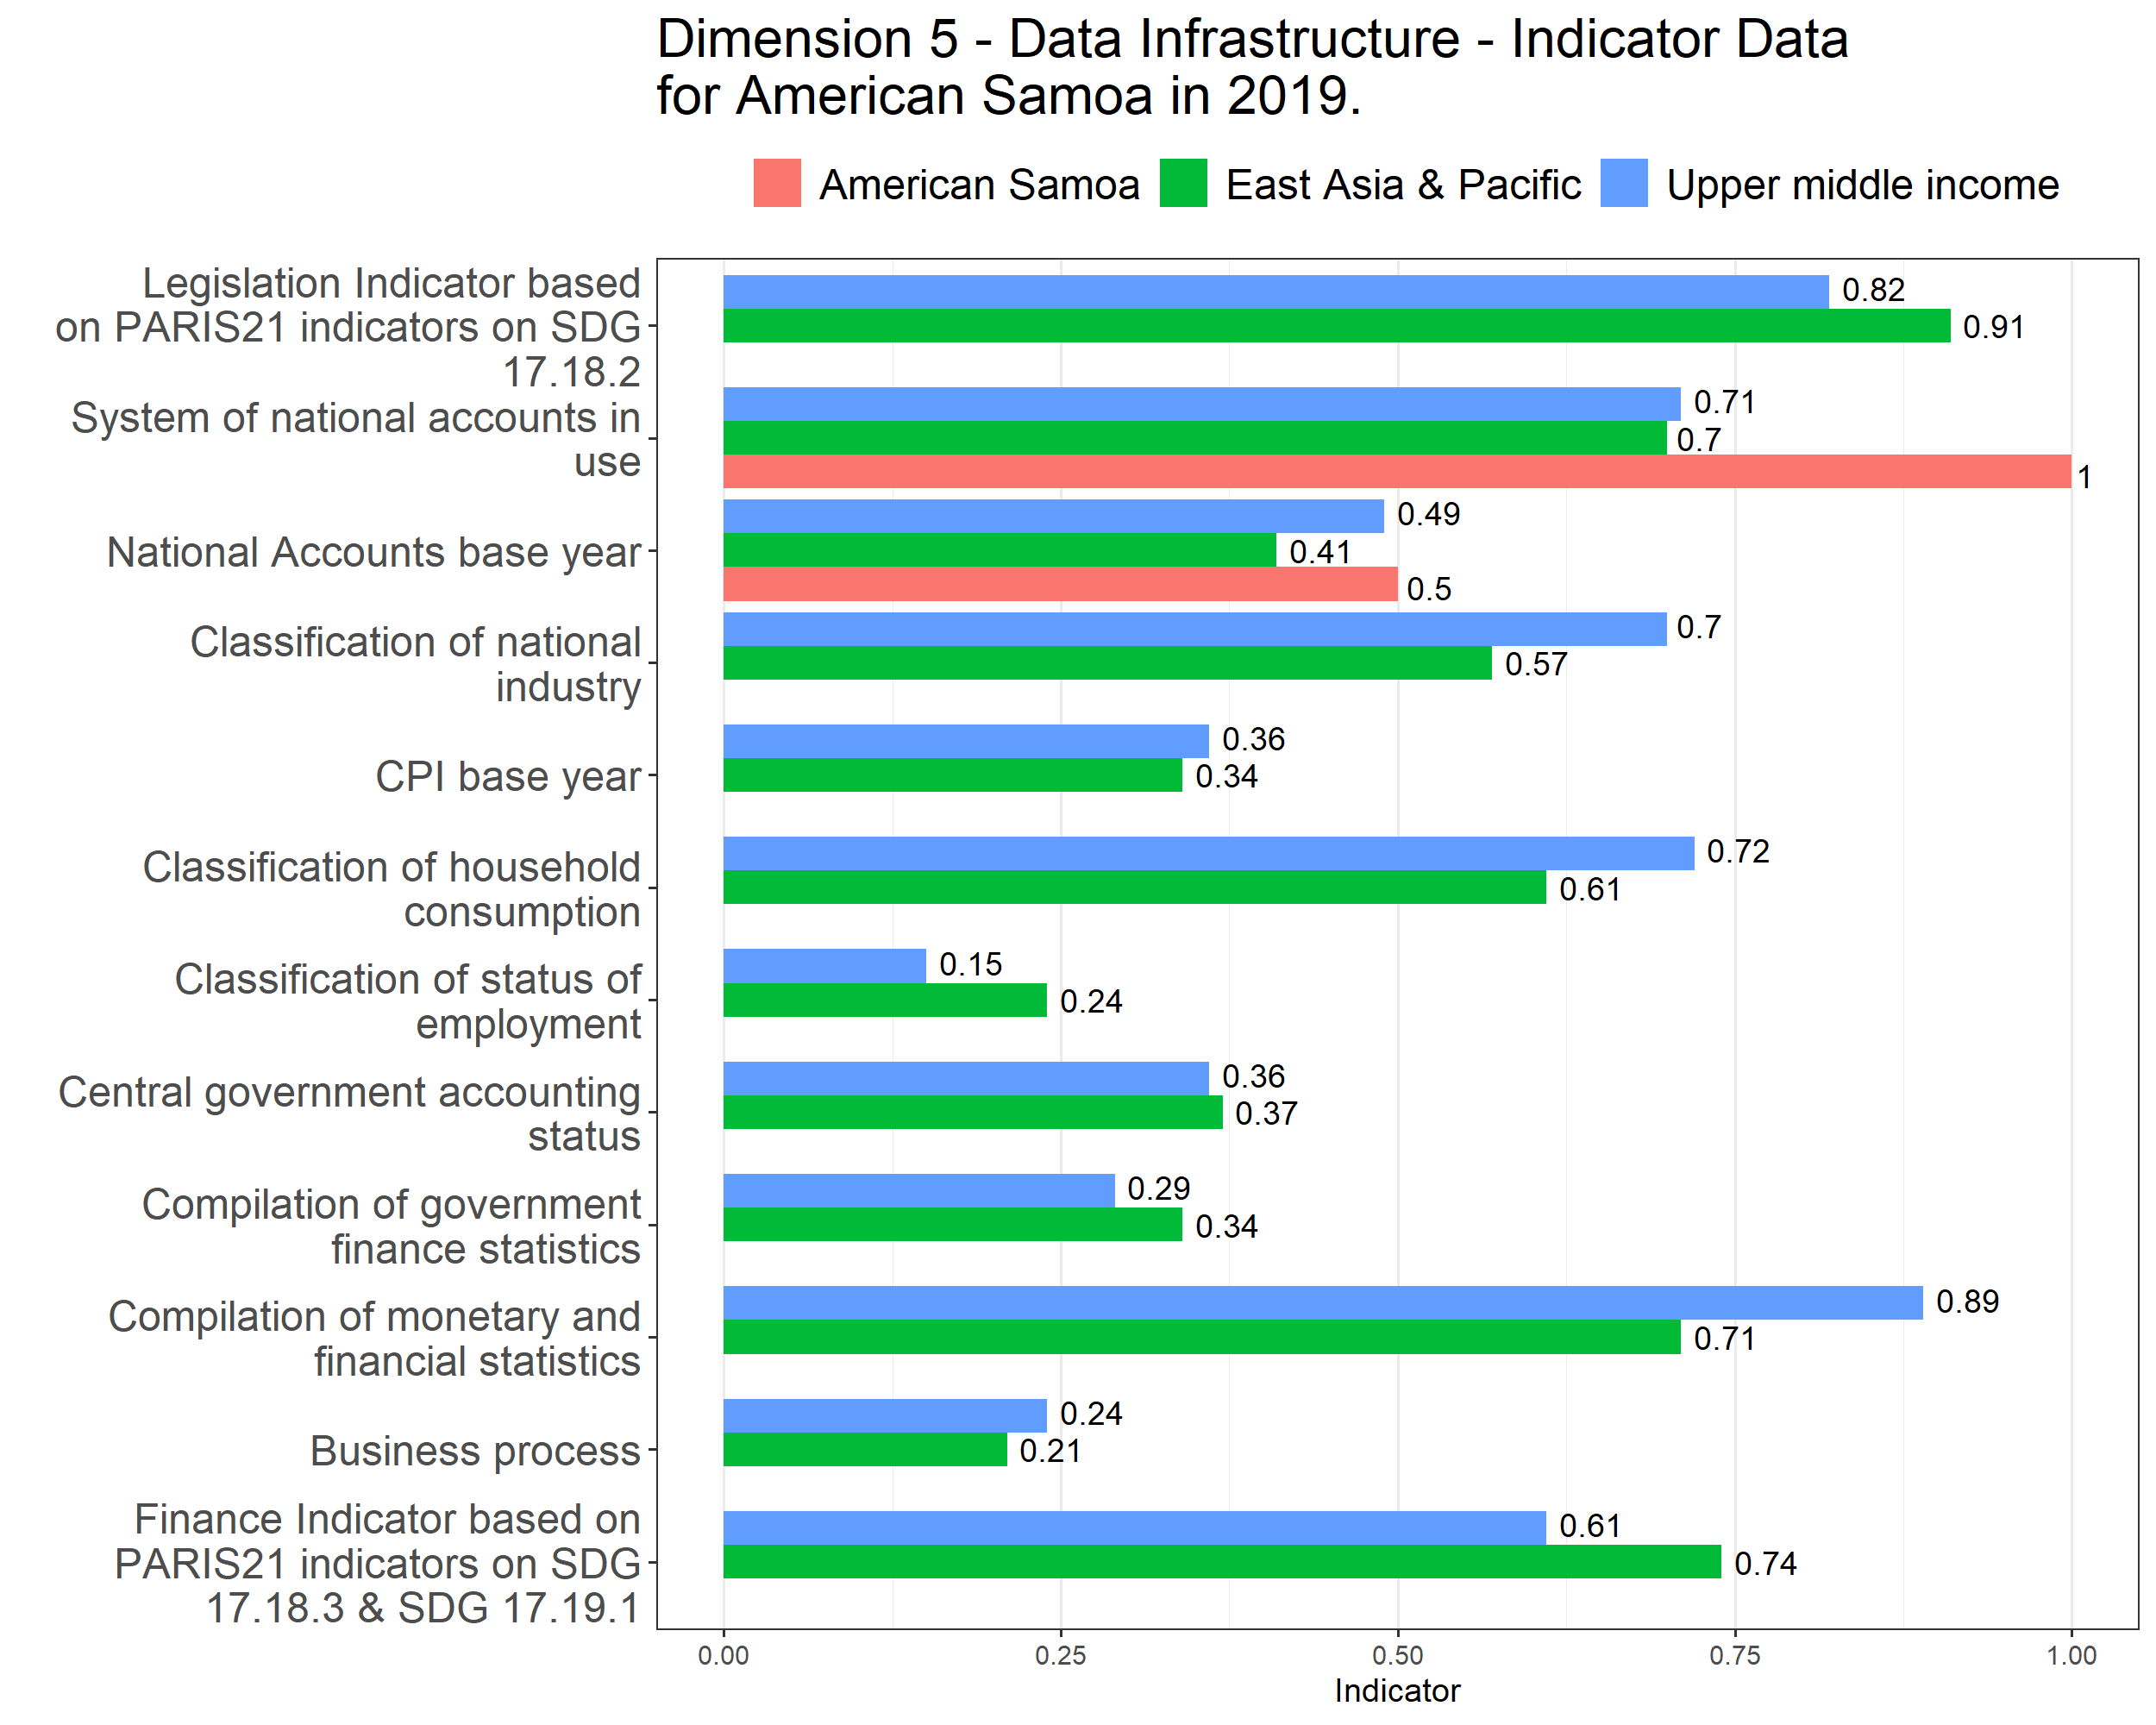 Dimension 5 - Data Infrastructure - Indicator Data
for American Samoa in 2019.
American Samoa
East Asia & Pacific
Upper middle income
Legislation Indicator based
on PARIS21 indicators on SDG
17.18.2
0.82
0.91
System of national accounts in
use
0.71
0.7
1
National Accounts base year
0.49
0.41
0.5
Classification of national
industry
0.7
0.57
CPI base year
0.36
0.34
Classification of household
consumption
0.72
0.61
Classification of status of
employment
0.15
0.24
Central government accounting
status
0.36
0.37
Compilation of government
finance statistics
0.29
0.34
Compilation of monetary and
financial statistics
0.89
0.71
Business process
0.24
0.21
Finance Indicator based on
PARIS21 indicators on SDG
17.18.3 & SDG 17.19.1
0.61
0.74
0.00
0.25
0.50
0.75
1.00
Indicator